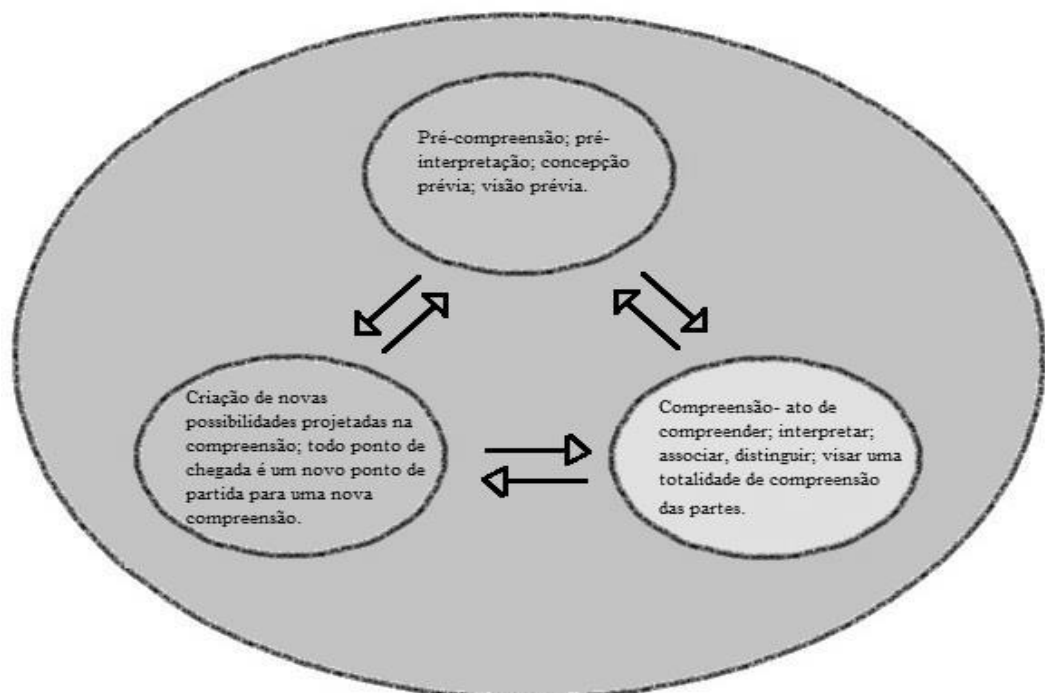 Pré-compreensão; pré-
interpretação; concepção
prévia; visão prévia.
Criação de novas
possibilidades projetadas na
compreensão; todo ponto de
chegada é um novo ponto de
partida para uma nova
compreensão.
Compreensão- ato de
compreender; interpretar;
associar, distinguir; visar uma
totalidade de compreensão
das partes.